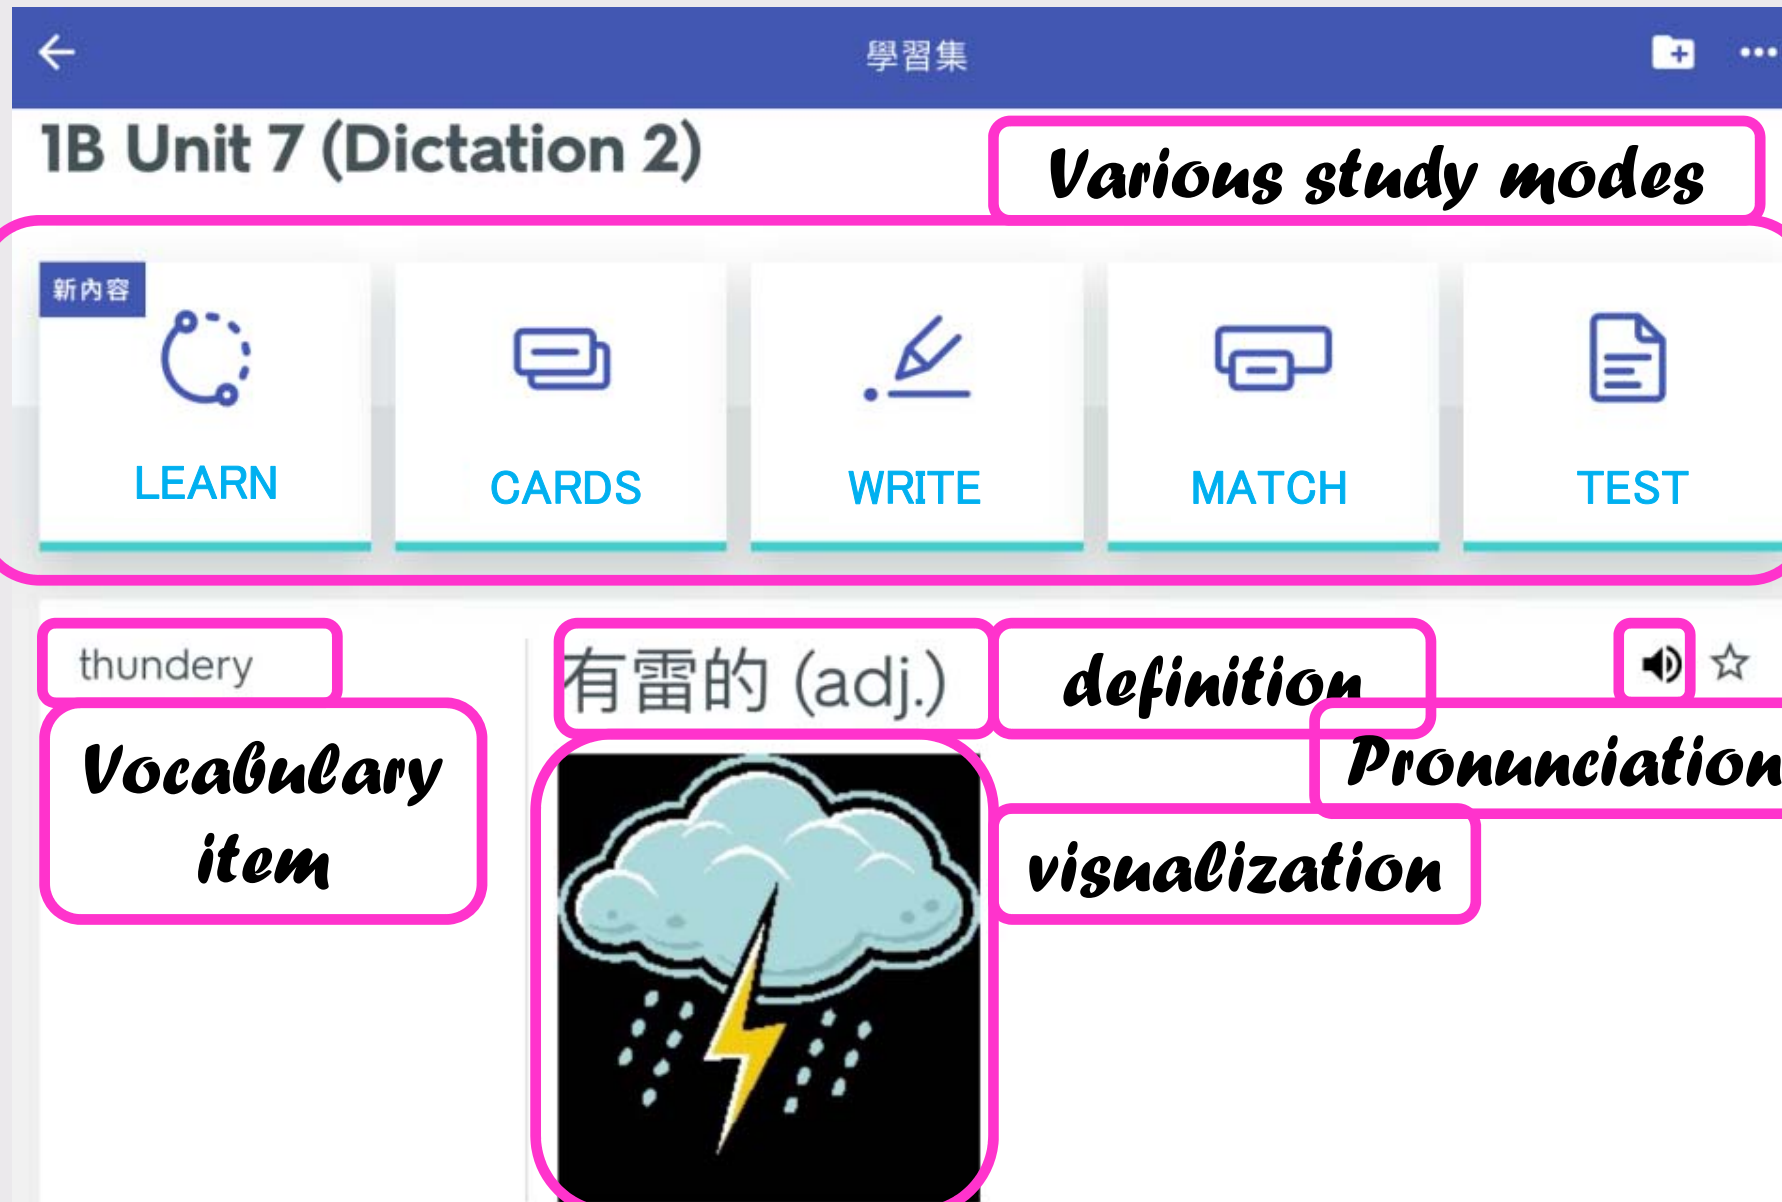 學習集
1B Unit 7 (Dictation 2)
Various study modes
新內容
LEARN
CARDS
WRITE
MATCH
TEST
thundery
有雷的 (adj.)
definition
Vocabulary
item
Pronunciation
visualization